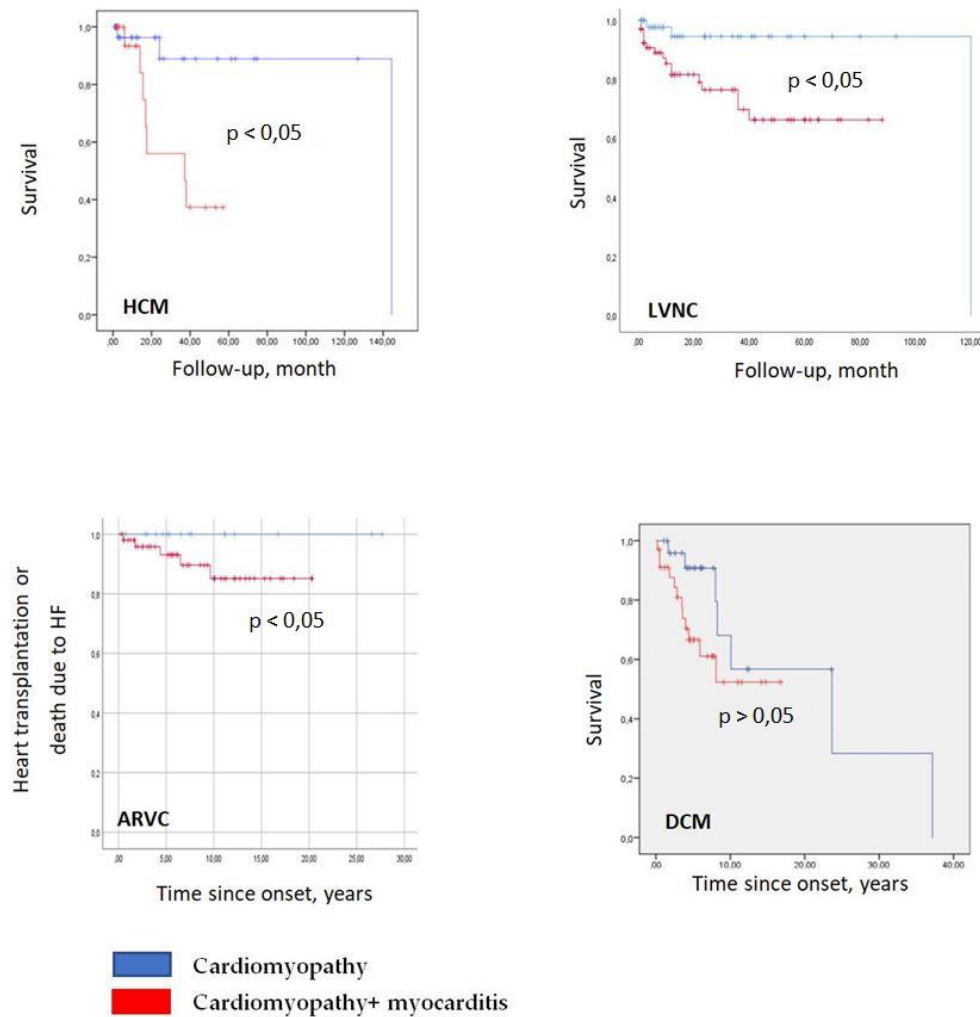 1,0
0,8
0,6
0,4
0,2
0,0
Survival
p < 0,05
HCM
,00 20,00 40,00 60,00 80,00 100,00 120,00 140,00
Follow-up, month
1,0
0,8
0,6
0,4
0,2
0,0
Survival
p < 0,05
LVNC
,00 20,00 40,00 60,00 80,00 100,00
Follow-up, month
1,0
0,8
0,6
0,4
0,2
0,0
Heart transplantation or
death due to HF
p < 0,05
ARVC
,00 5,00 10,00 15,00 20,00 25,00 30,00
Time since onset, years
1,0
0,8
0,6
0,4
0,2
0,0
Survival
p > 0,05
DCM
,00 10,00 20,00 30,00 40,00
Time since onset, years
Cardiomyopathy
Cardiomyopathy+ myocarditis